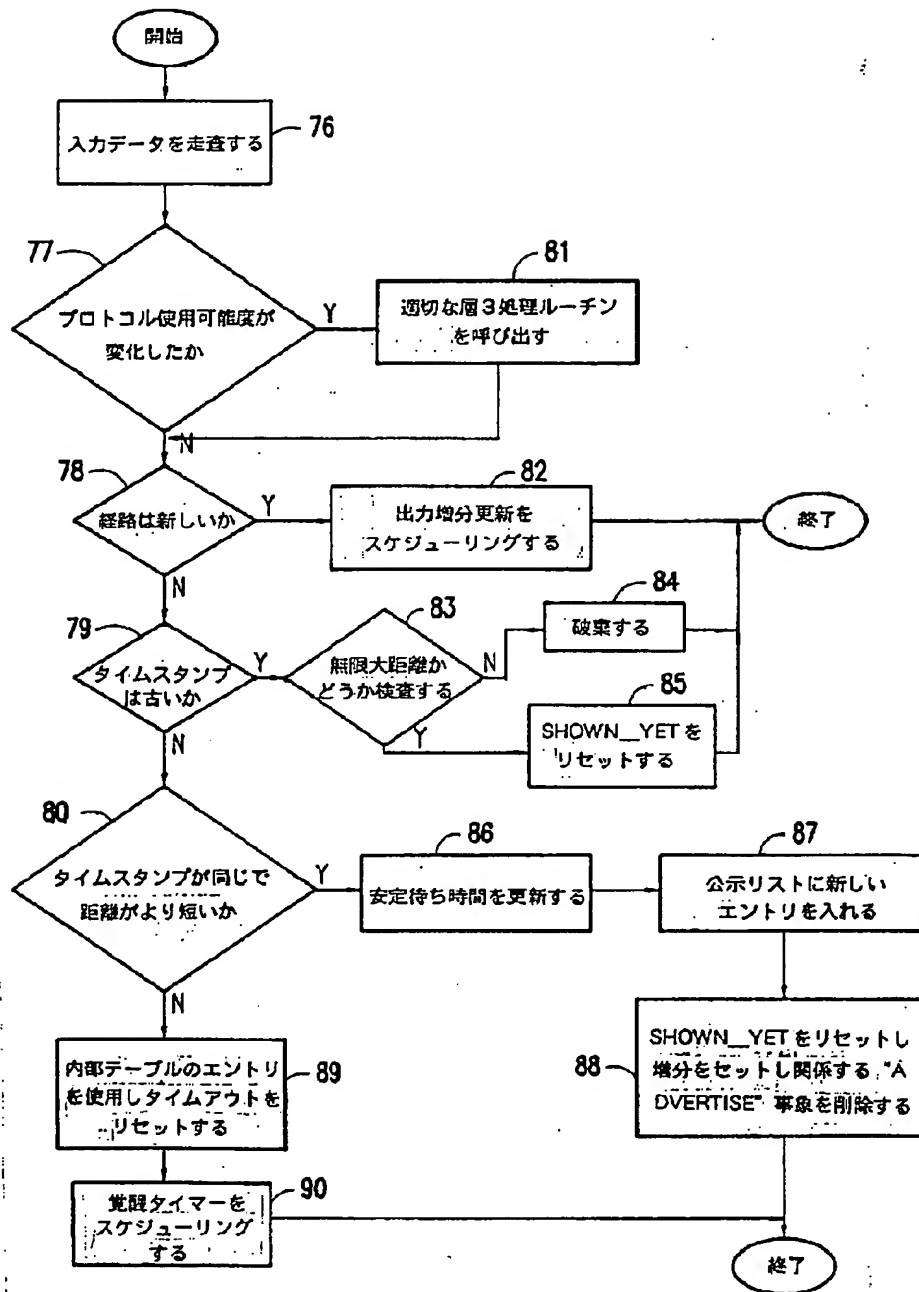 開始
入力データを走査する
76
77
プロトコル使用可能度が
変化したか
Y
81
適切な層3処理ルーチン
を呼び出す
N
78
経路は新しいか
Y
82
出力増分更新を
スケジューリングする
終了
N
79
タイムスタンプ
は古いか
Y
83
無限大距離か
どうか検査する
N
84
破棄する
Y
85
SHOWN__YETを
リセットする
N
80
タイムスタンプが同じで
距離がより短いか
Y
86
安定待ち時間を更新する
87
公示リストに新しい
エントリを入れる
88
SHOWN__YETをリセットし
増分をセットし関係する "A
DVERTISE" 事象を削除する
N
89
内部テーブルのエントリ
を使用しタイムアウトを
リセットする
90
覚醒タイマーを
スケジューリング
する
終了